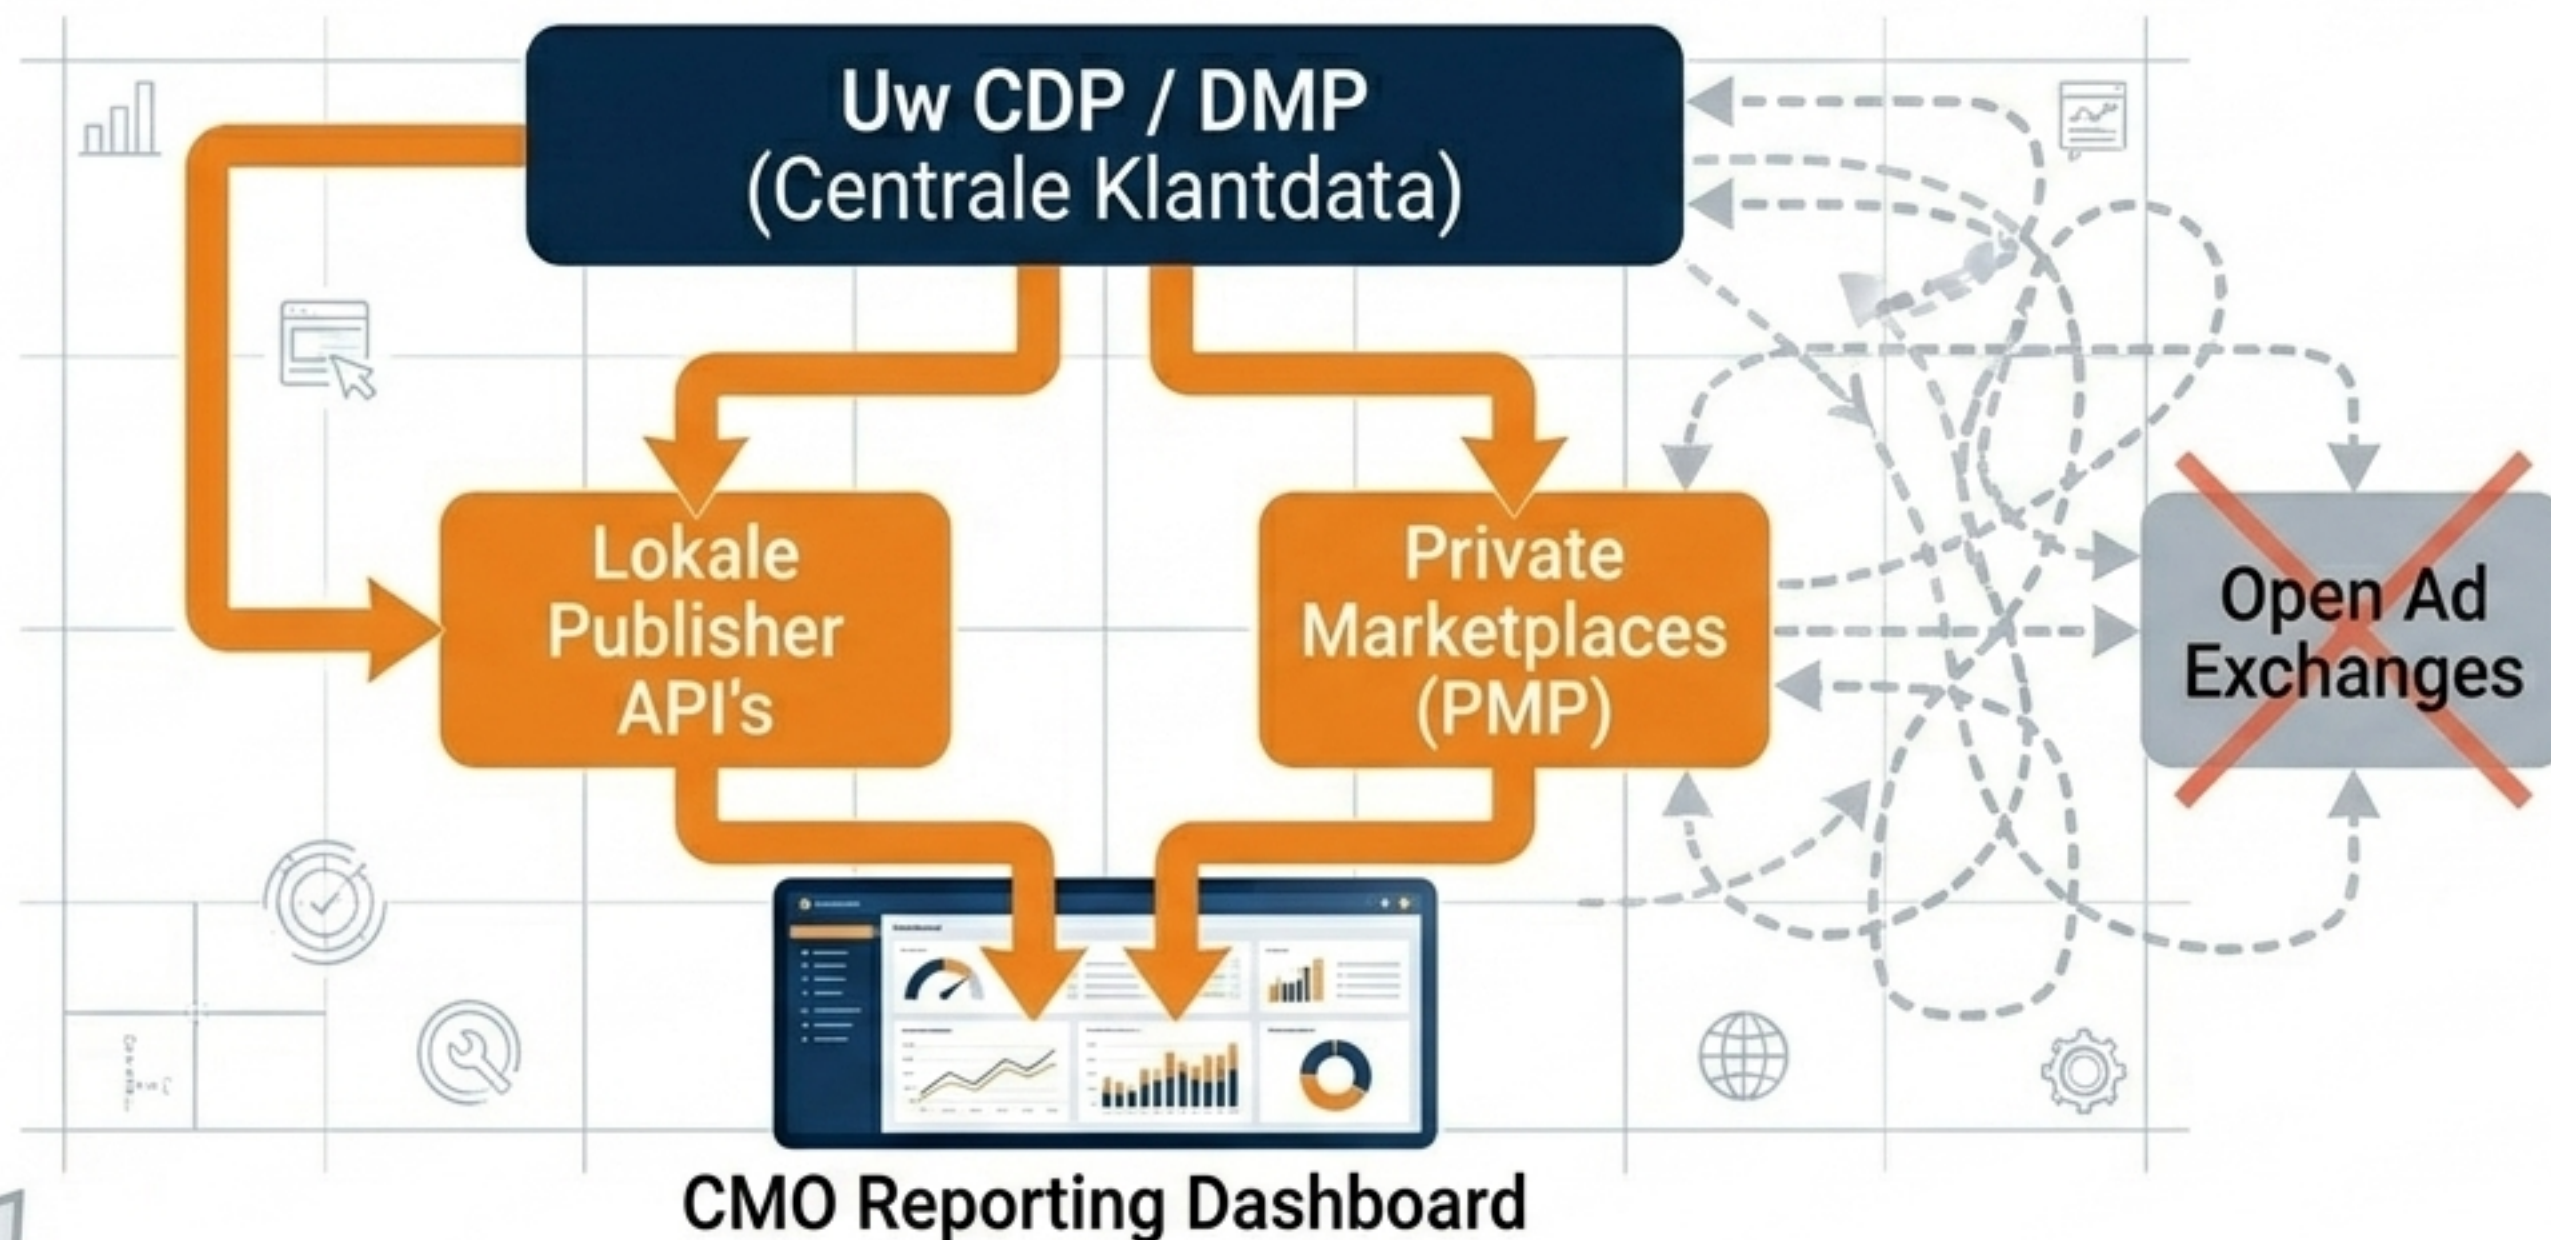 Uw CDP / DMP
(Centrale Klantdata)
Lokale
Publisher
API's
Private
Marketplaces
(PMP)
Open Ad
Exchanges
CMO Reporting Dashboard